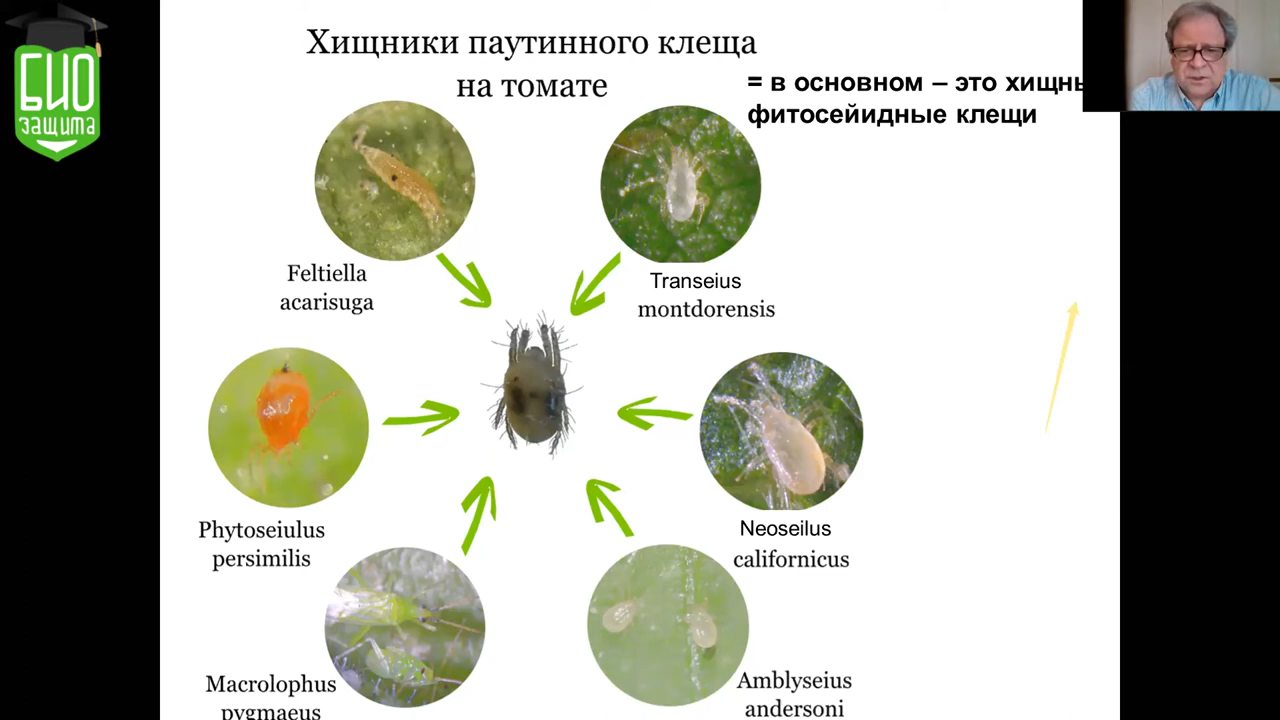 БИО
защита
Хищники паутинного клеща
на томате
= в основном – это хищны
фитосейидные клещи
Feltiella
acarisuga
Transeius
montdorensis
Phytoseiulus
persimilis
Neoseilus
californicus
Macrolophus
pygmaeus
Amblyseius
andersoni